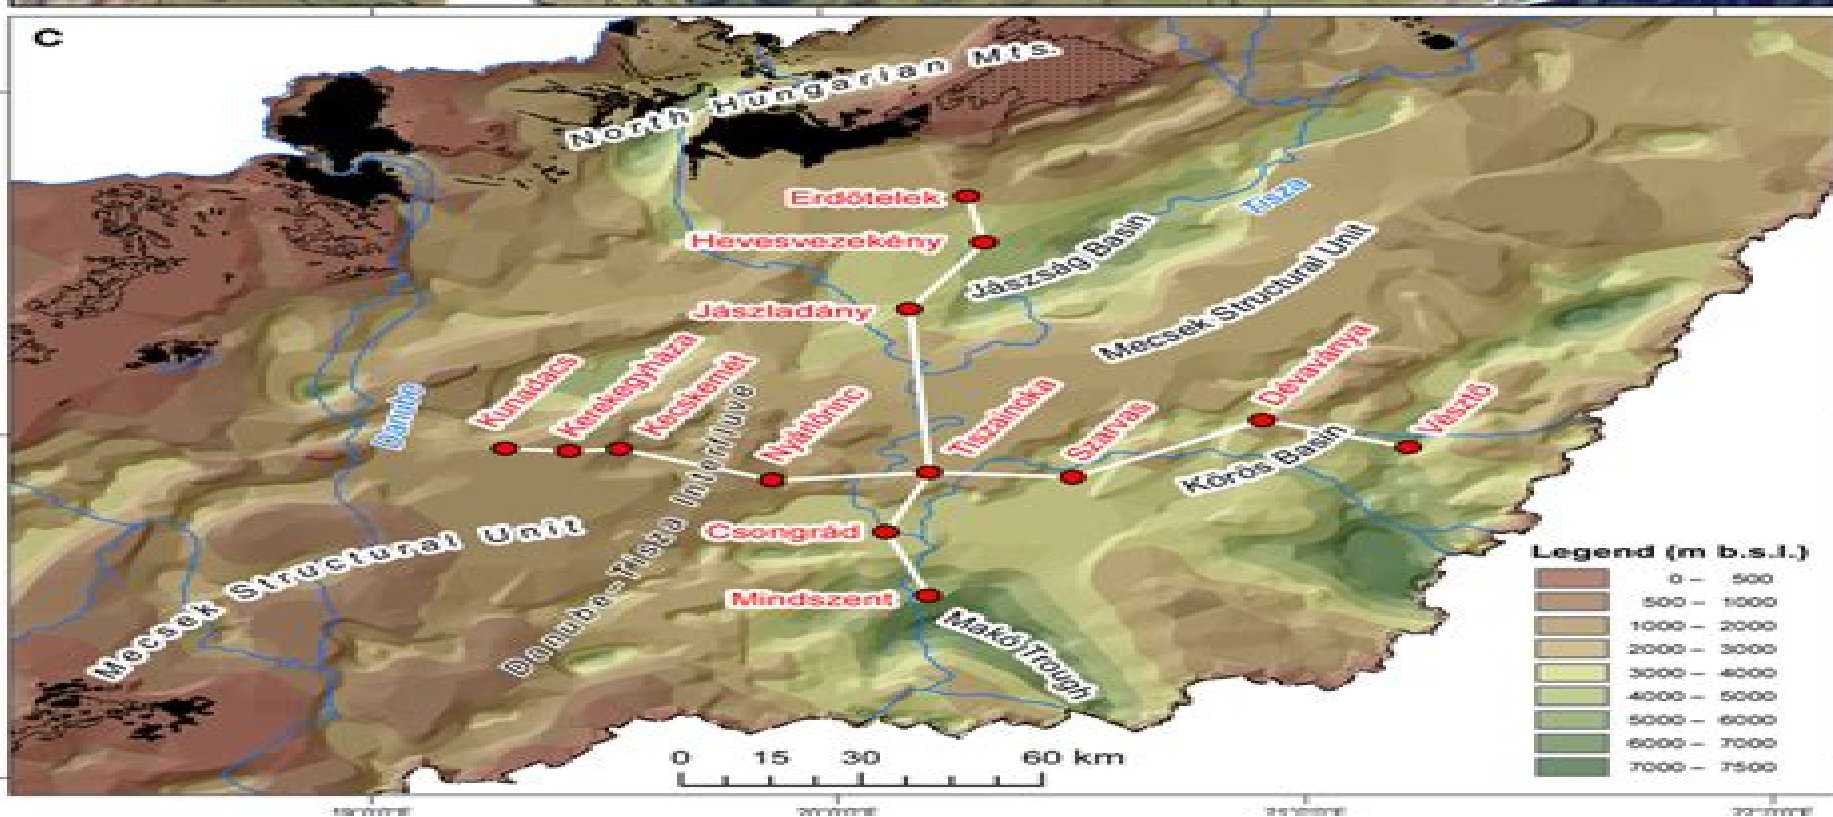 C
North Hungarian Mts.
Erdőtelek
Tisza
Hevesvezekény
Jászság Basin
Mecsek Structural Unit
Jászladány
Kunadacs
Kerekegyháza
Kecskemét
Danube
Nyárlőrinc
Tiszainoka
Szarvas
Dévaványa
Vésztő
Körös Basin
Danube-Tisza Interfluve
Mecsek Structural Unit
Csongrád
Mindszent
Makó Trough
Legend (m b.s.l.)
0 – 500
500 – 1000
1000 – 2000
2000 – 3000
3000 – 4000
4000 – 5000
5000 – 6000
6000 – 7000
7000 – 7500
0 15 30 60 km